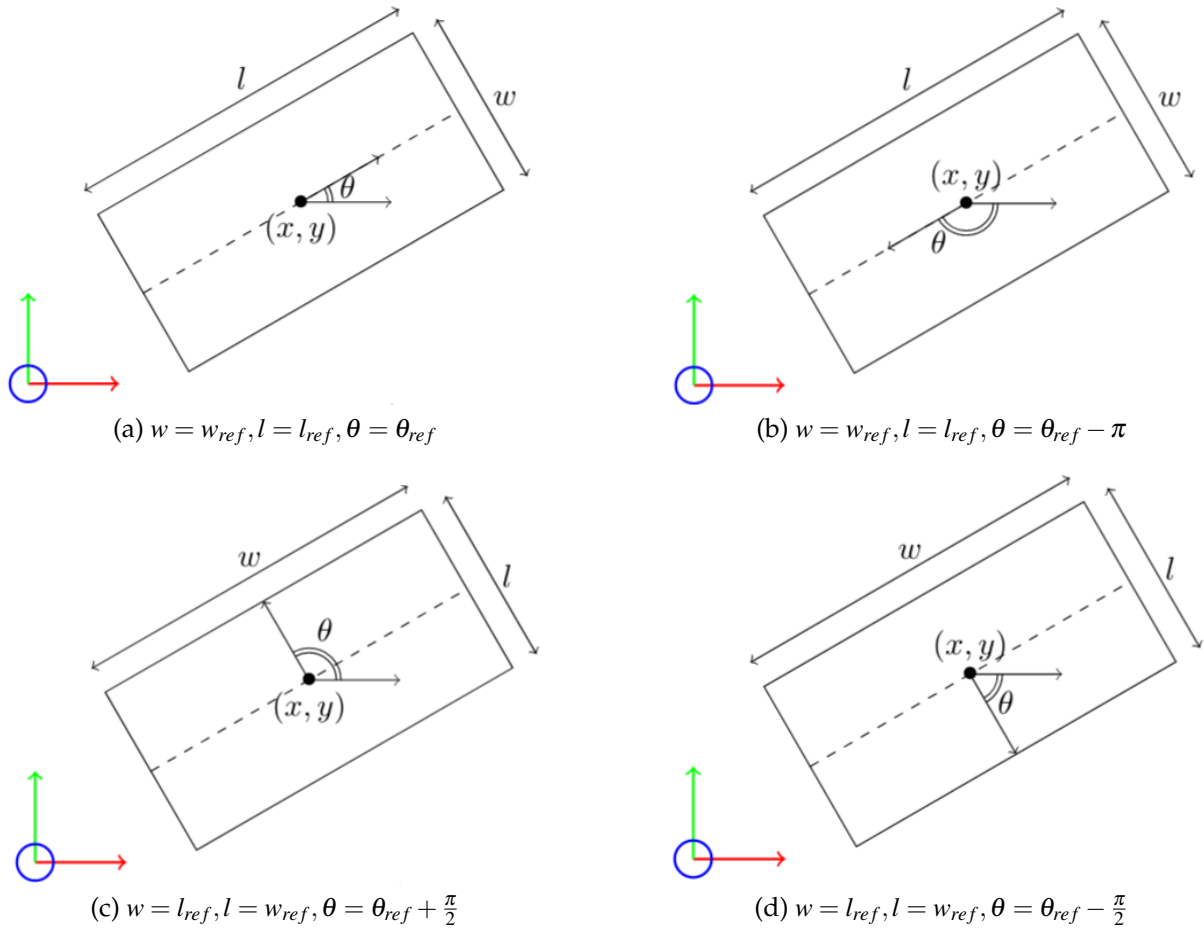 l
w
θ
(x, y)
(a) w = w_ref, l = l_ref, θ = θ_ref
l
w
(x, y)
θ
(b) w = w_ref, l = l_ref, θ = θ_ref − π
w
l
θ
(x, y)
(c) w = l_ref, l = w_ref, θ = θ_ref + π/2
w
l
(x, y)
θ
(d) w = l_ref, l = w_ref, θ = θ_ref − π/2